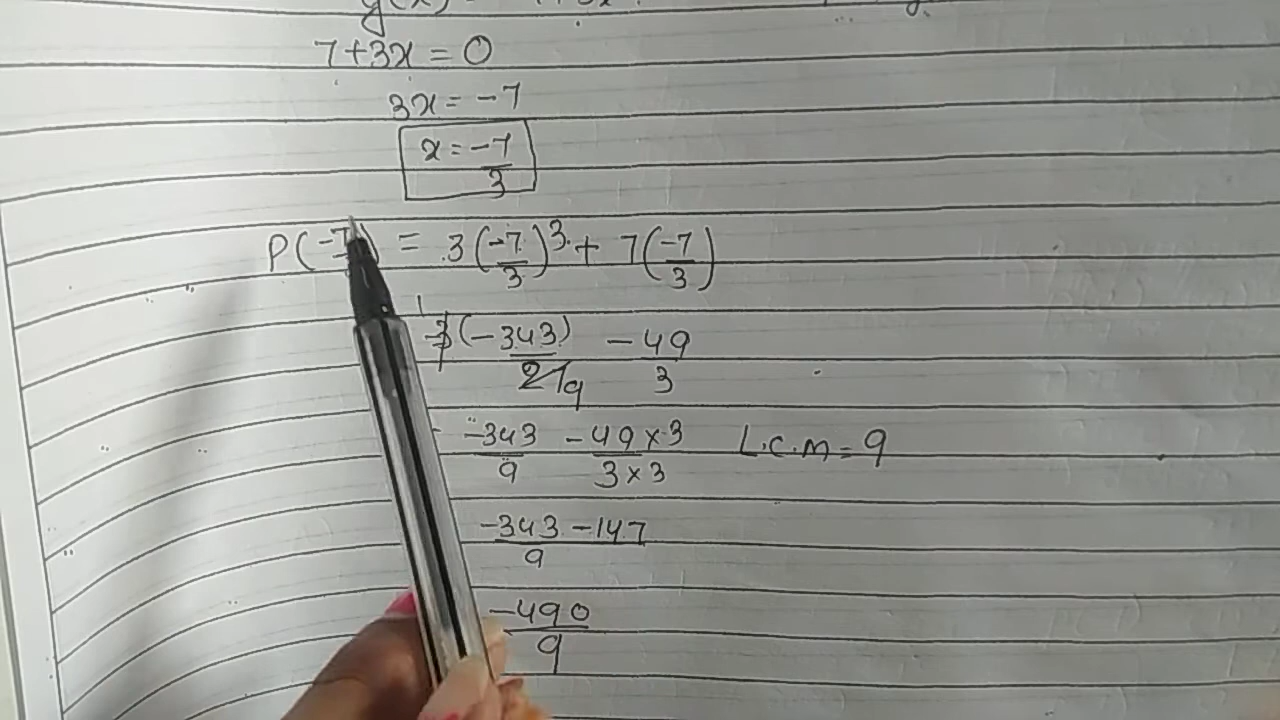 7+3x = 0
3x = -7
x = -7/3
P(-7) = 3(-7/3)³ + 7(-7/3)
3(-343)/27 9 - 49/3
-343/9 - 49×3/3×3 L.C.M = 9
-343-147/9
-490/9